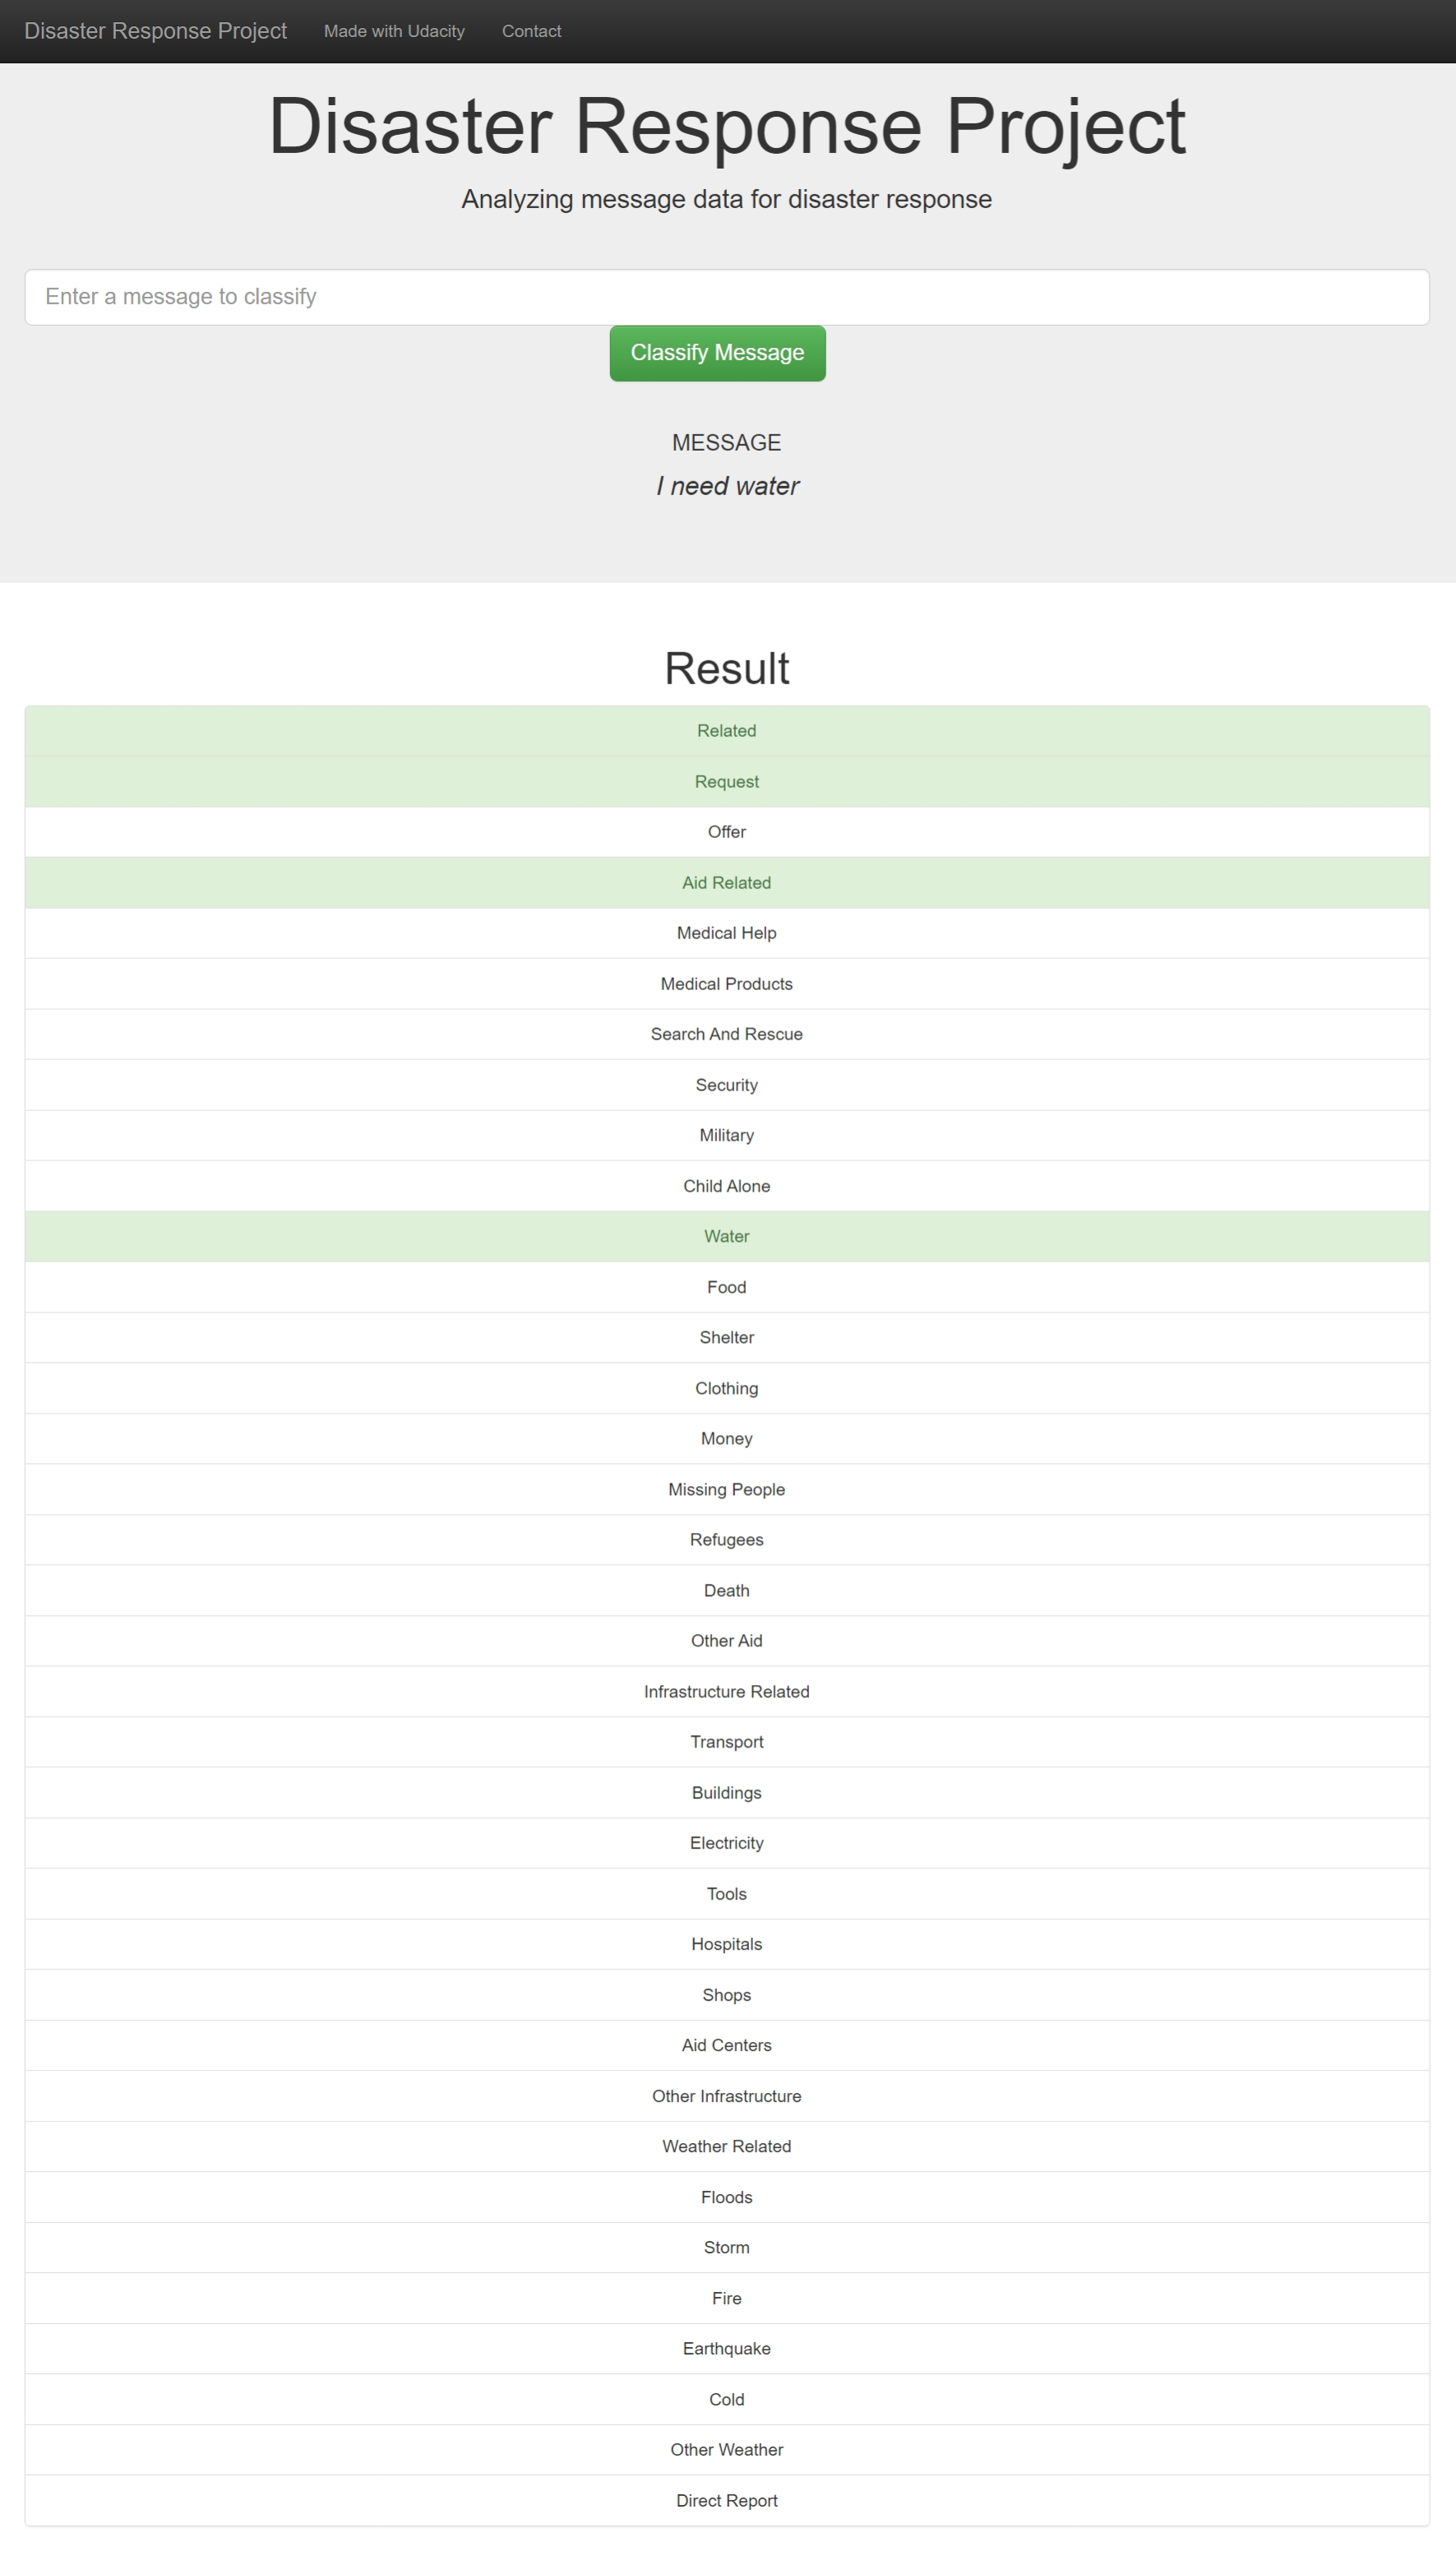 Disaster Response Project Made with Udacity Contact
Disaster Response Project
Analyzing message data for disaster response
Enter a message to classify
Classify Message
MESSAGE
I need water
Result
Related
Request
Offer
Aid Related
Medical Help
Medical Products
Search And Rescue
Security
Military
Child Alone
Water
Food
Shelter
Clothing
Money
Missing People
Refugees
Death
Other Aid
Infrastructure Related
Transport
Buildings
Electricity
Tools
Hospitals
Shops
Aid Centers
Other Infrastructure
Weather Related
Floods
Storm
Fire
Earthquake
Cold
Other Weather
Direct Report